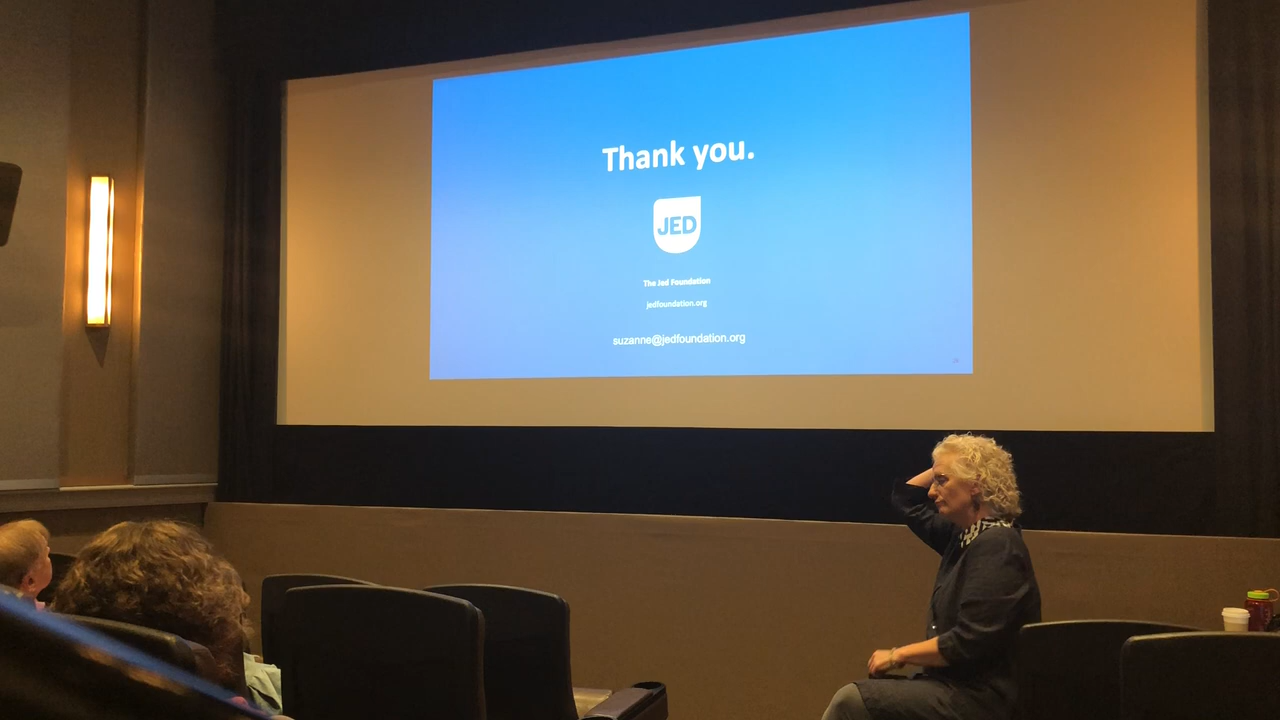 Thank you.
JED
The Jed Foundation
jedfoundation.org
suzanne@jedfoundation.org